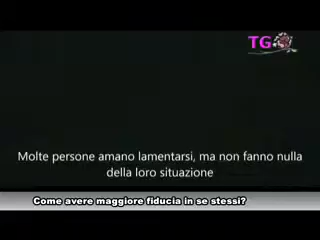 TG
Molte persone amano lamentarsi, ma non fanno nulla
della loro situazione
Come avere maggiore fiducia in se stessi?